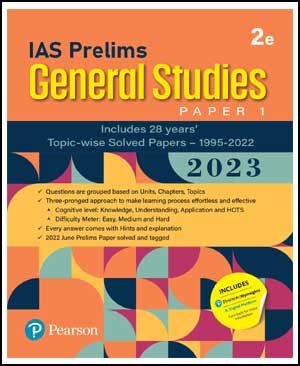 2e
IAS Prelims
General Studies
PAPER 1
Includes 28 years'
Topic-wise Solved Papers – 1995-2022
2023
Questions are grouped based on Units, Chapters, Topics
Three-pronged approach to make learning process effortless and effective
Cognitive level: Knowledge, Understanding, Application and HOTS
Difficulty Meter: Easy, Medium and Hard
Every answer comes with Hints and explanation
2022 June Prelims Paper solved and tagged
INCLUDES
Pearson
Pearson